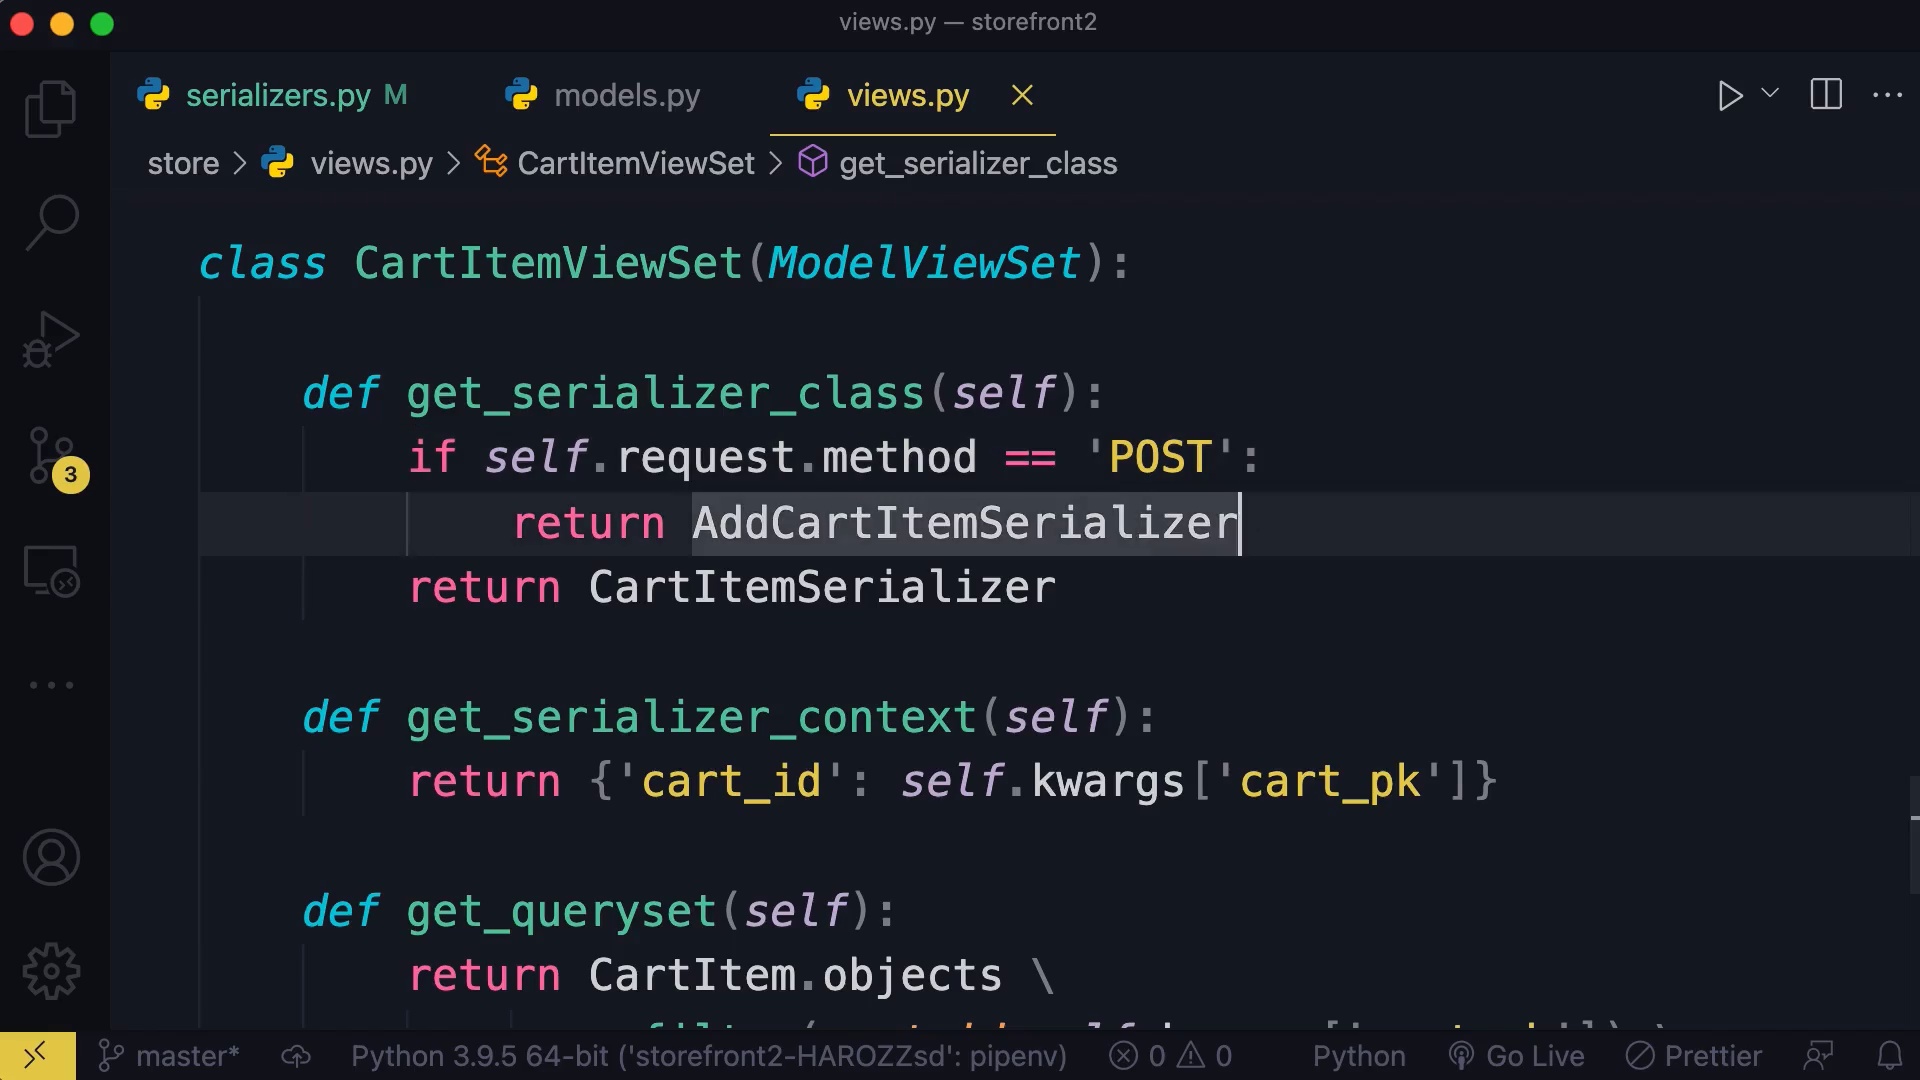 views.py — storefront2
serializers.py M models.py views.py
store > views.py > CartItemViewSet > get_serializer_class
class CartItemViewSet(ModelViewSet):
def get_serializer_class(self):
if self.request.method == 'POST':
return AddCartItemSerializer
return CartItemSerializer
def get_serializer_context(self):
return {'cart_id': self.kwargs['cart_pk']}
def get_queryset(self):
return CartItem.objects \
3
master* Python 3.9.5 64-bit ('storefront2-HAROZZsd': pipenv) 0 0 Python Go Live Prettier